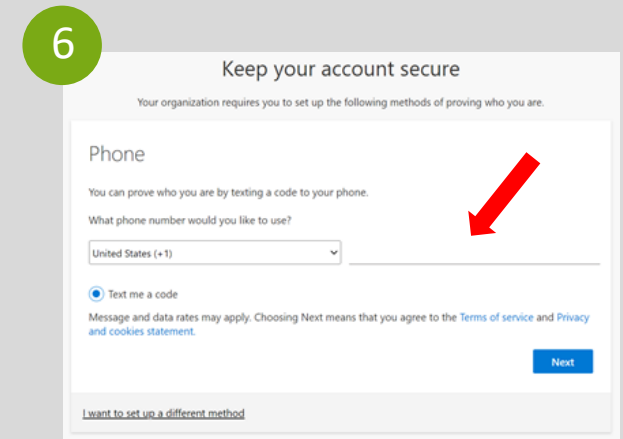 6
Keep your account secure
Your organization requires you to set up the following methods of proving who you are.
Phone
You can prove who you are by texting a code to your phone.
What phone number would you like to use?
United States (+1)
Text me a code
Message and data rates may apply. Choosing Next means that you agree to the Terms of service and Privacy
and cookies statement.
Next
I want to set up a different method